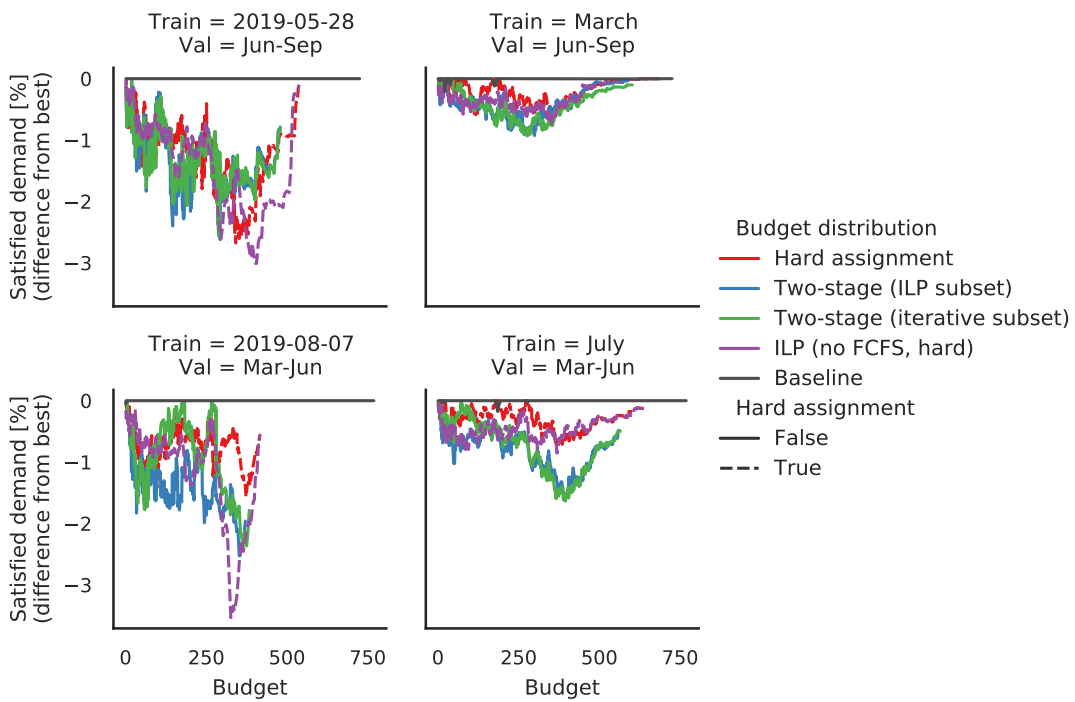 Train = 2019-05-28
Val = Jun-Sep
Train = March
Val = Jun-Sep
Satisfied demand [%]
(difference from best)
0
−1
−2
−3
Train = 2019-08-07
Val = Mar-Jun
Train = July
Val = Mar-Jun
Satisfied demand [%]
(difference from best)
0
−1
−2
−3
0 250 500 750
Budget
0 250 500 750
Budget
Budget distribution
Hard assignment
Two-stage (ILP subset)
Two-stage (iterative subset)
ILP (no FCFS, hard)
Baseline
Hard assignment
False
True